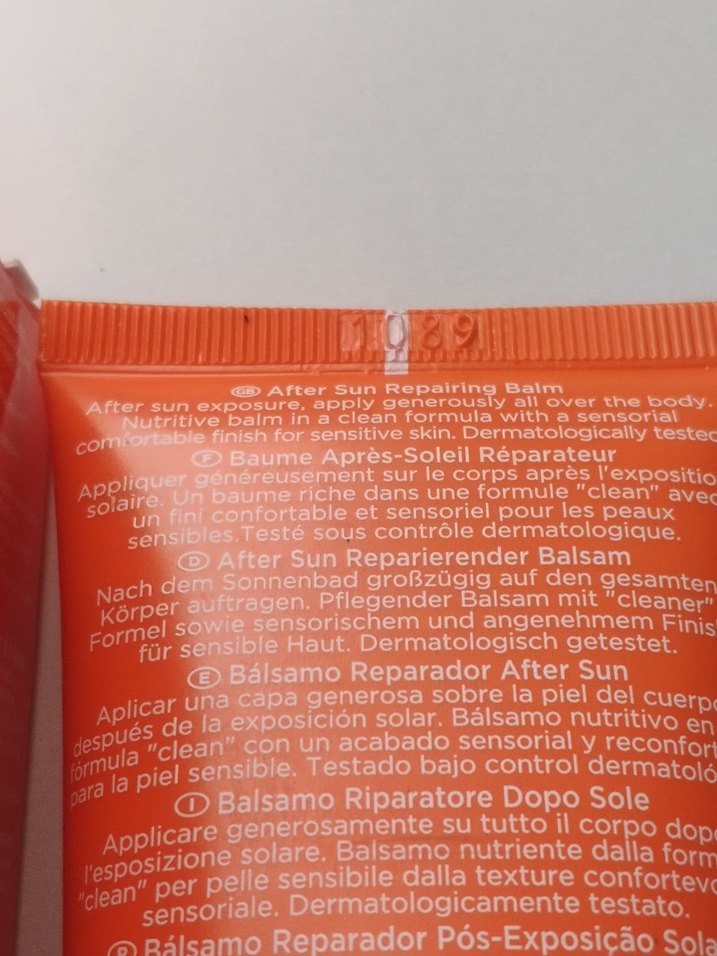 1089
GB After Sun Repairing Balm
After sun exposure, apply generously all over the body.
Nutritive balm in a clean formula with a sensorial
comfortable finish for sensitive skin. Dermatologically tested
F Baume Après-Soleil Réparateur
Appliquer généreusement sur le corps après l'expositio
solaire. Un baume riche dans une formule "clean" avec
un fini confortable et sensoriel pour les peaux
sensibles.Testé sous contrôle dermatologique.
D After Sun Reparierender Balsam
Nach dem Sonnenbad großzügig auf den gesamten
Körper auftragen. Pflegender Balsam mit "cleaner"
Formel sowie sensorischem und angenehmem Finis
für sensible Haut. Dermatologisch getestet.
E Bálsamo Reparador After Sun
Aplicar una capa generosa sobre la piel del cuerpo
después de la exposición solar. Bálsamo nutritivo en
fórmula "clean" con un acabado sensorial y reconfort
para la piel sensible. Testado bajo control dermatoló
I Balsamo Riparatore Dopo Sole
Applicare generosamente su tutto il corpo dopo
l'esposizione solare. Balsamo nutriente dalla form
"clean" per pelle sensibile dalla texture confortevo
sensoriale. Dermatologicamente testato.
P Bálsamo Reparador Pós-Exposição Sola